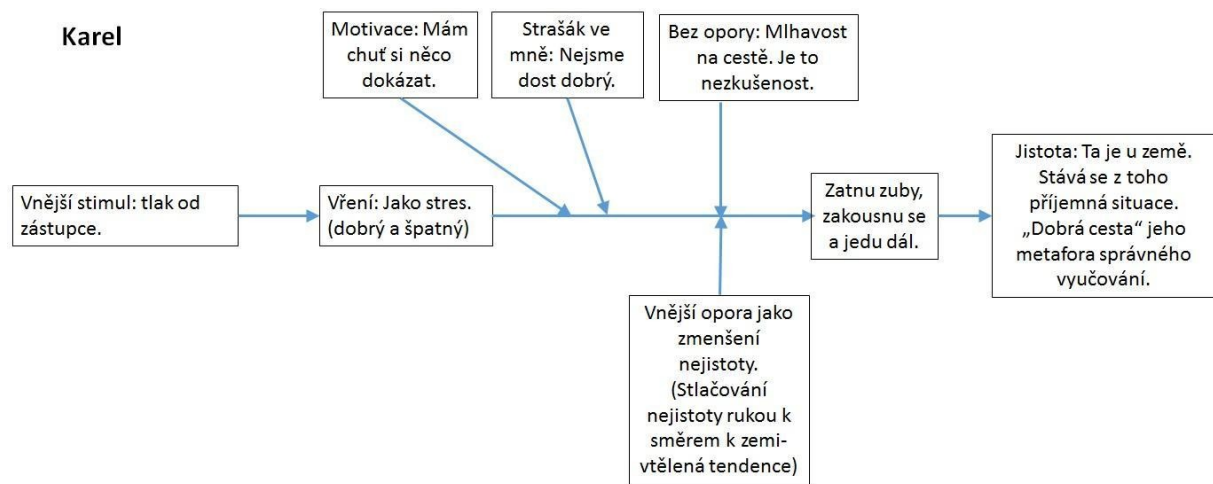 Karel
Motivace: Mám
chuť si něco
dokázat.
Strašák ve
mně: Nejsme
dost dobrý.
Bez opory: Mlhavost
na cestě. Je to
nezkušenost.
Vnější stimul: tlak od
zástupce.
Vření: Jako stres.
(dobrý a špatný)
Zatnu zuby,
zakousnu se
a jedu dál.
Jistota: Ta je u země.
Stává se z toho
příjemná situace.
„Dobrá cesta“ jeho
metafora správného
vyučování.
Vnější opora jako
zmenšení
nejistoty.
(Stlačování
nejistoty rukou k
směrem k zemi-
vtělená tendence)